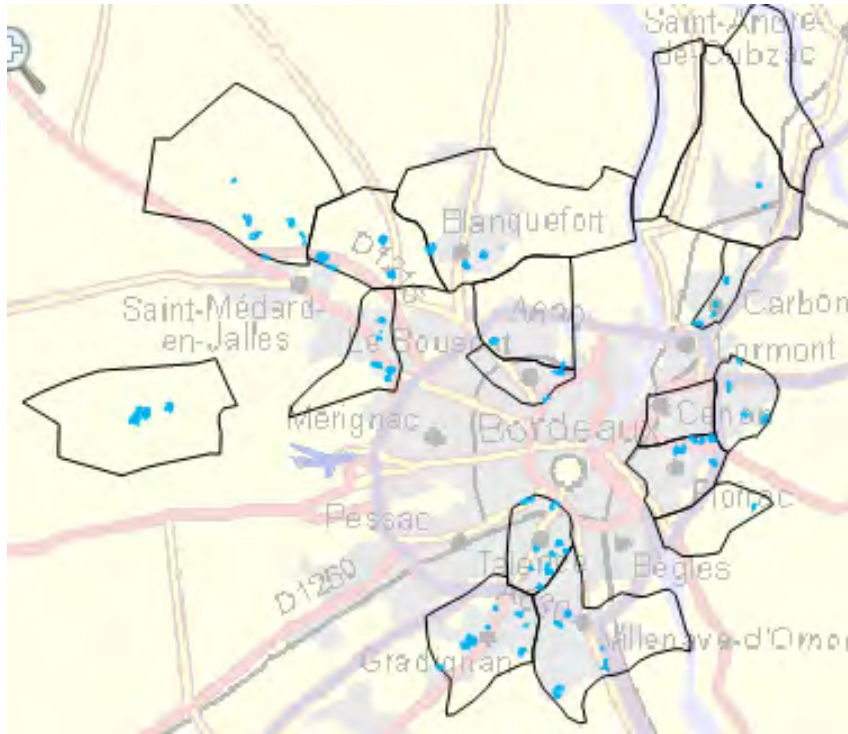 Saint-André-
de-Cubzac
Blanquefort
Saint-Médard-
en-Jalles
Le Bouscat
Carbon
Lormont
Mérignac
Cenon
Bordeaux
Floirac
Pessac
Talence
Bègles
D1250
Gradignan
Villenave-d'Ornon